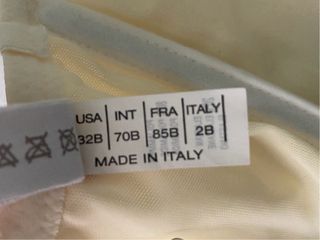 USA INT FRA ITALY
32B 70B 85B 2B
MADE IN ITALY